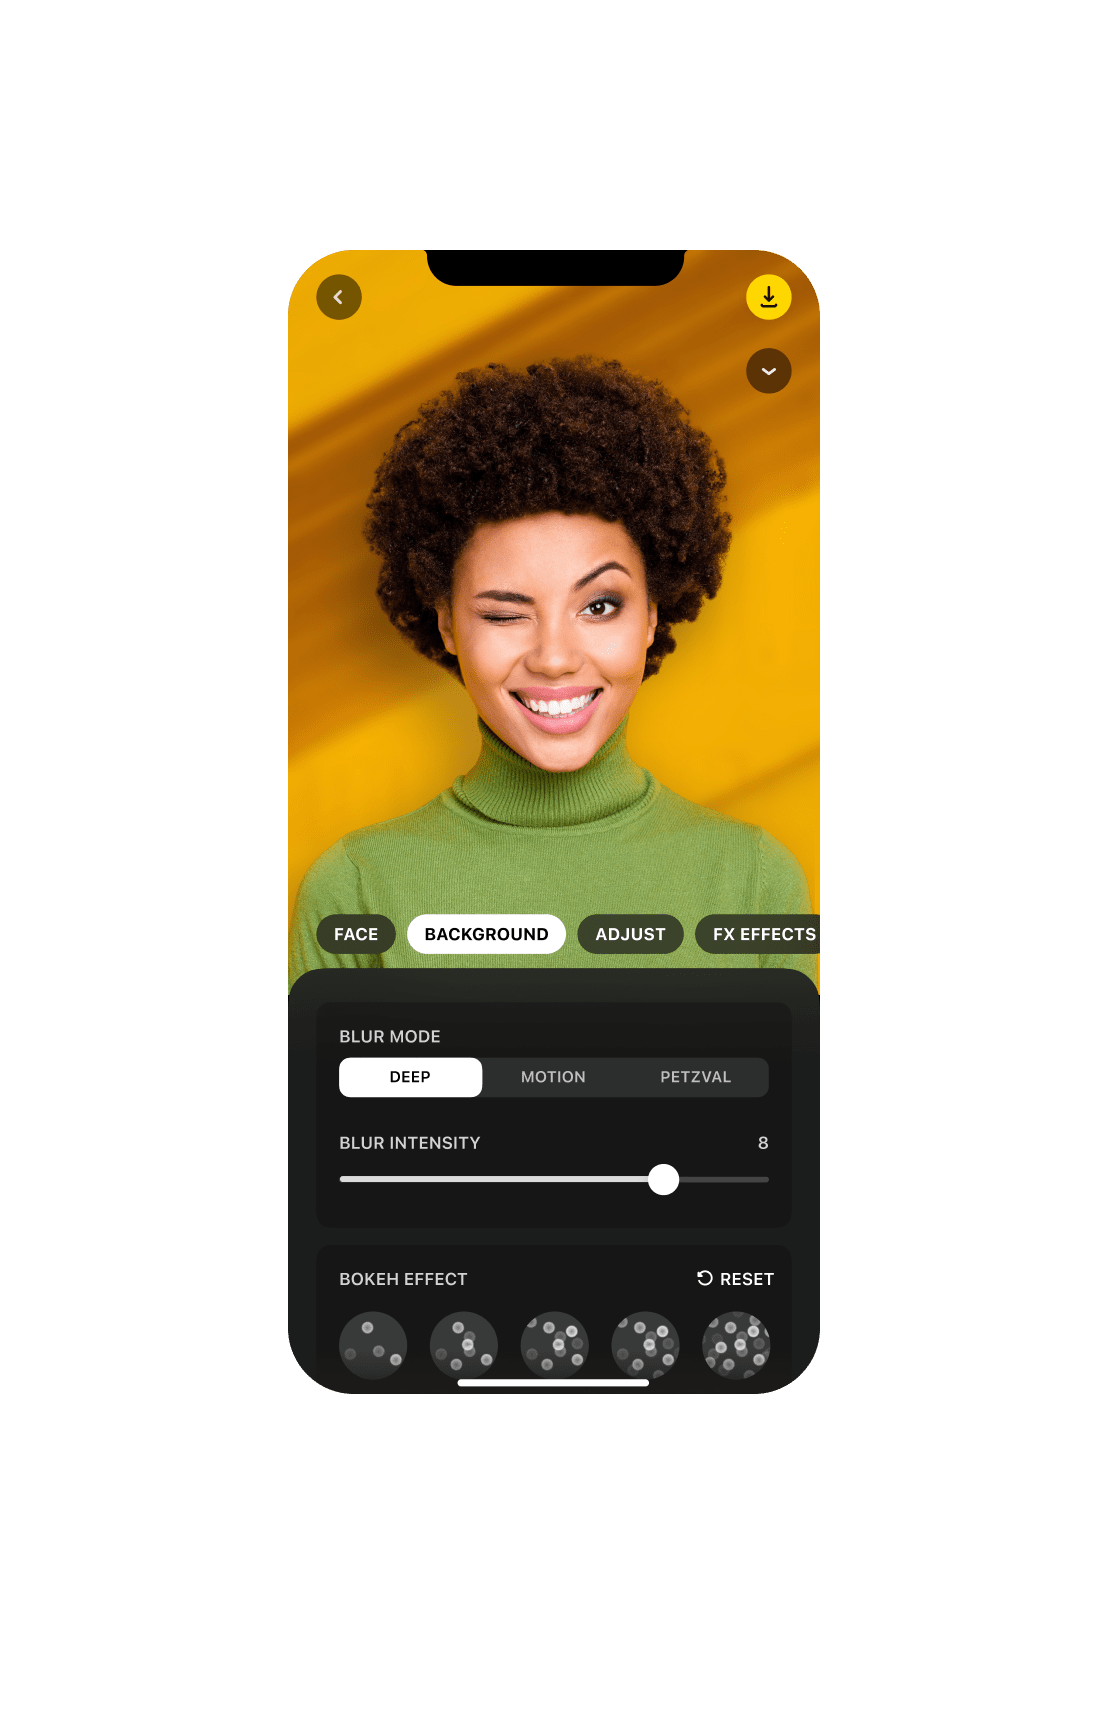 FACE BACKGROUND ADJUST FX EFFECTS
BLUR MODE
DEEP MOTION PETZVAL
BLUR INTENSITY 8
BOKEH EFFECT RESET